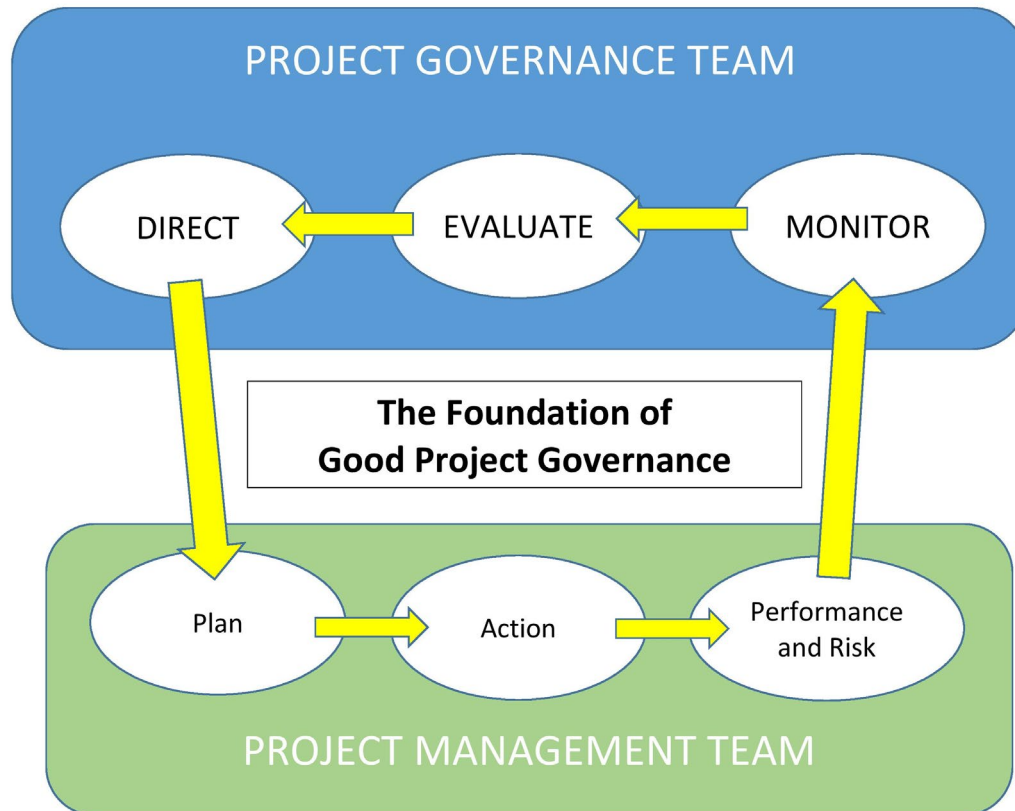 PROJECT GOVERNANCE TEAM
DIRECT
EVALUATE
MONITOR
The Foundation of
Good Project Governance
Plan
Action
Performance
and Risk
PROJECT MANAGEMENT TEAM